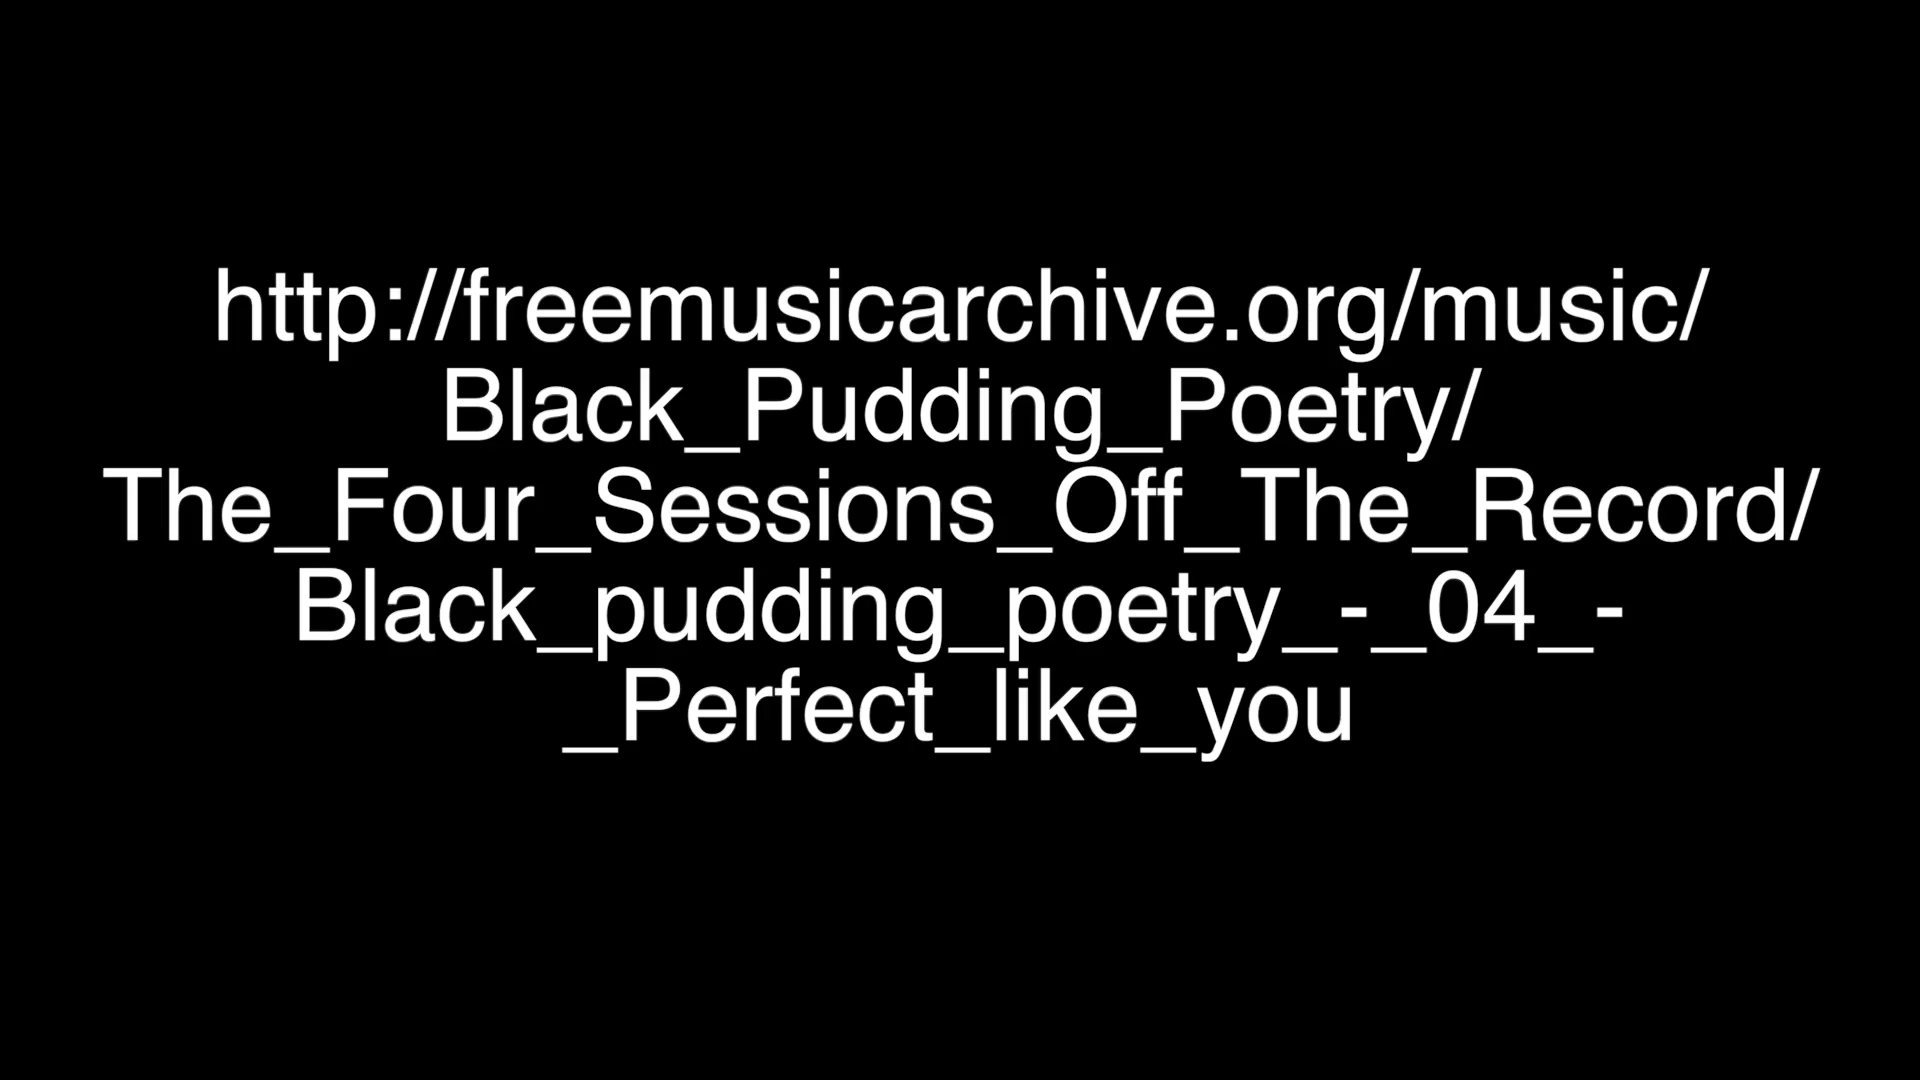 http://freemusicarchive.org/music/
Black_Pudding_Poetry/
The_Four_Sessions_Off_The_Record/
Black_pudding_poetry_-_04_-
_Perfect_like_you